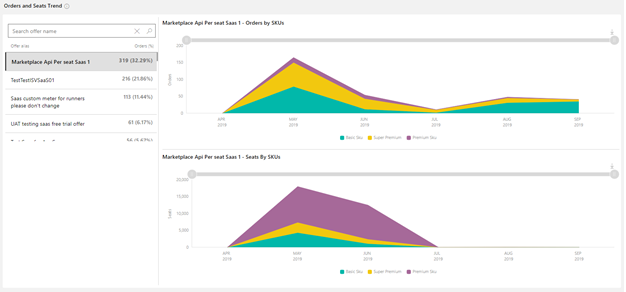 Orders and Seats Trend
Search offer name
Offer alias
Orders (%)
Marketplace Api Per seat Saas 1
319 (32.29%)
TestTestISVSaaS01
216 (21.86%)
Saas custom meter for runners
please don't change
113 (11.44%)
UAT testing saas free trial offer
61 (6.17%)
Marketplace Api Per seat Saas 1 - Orders by SKUs
Orders
200
150
100
50
0
APR
2019
MAY
2019
JUN
2019
JUL
2019
AUG
2019
SEP
2019
Basic Sku
Super Premium
Premium Sku
Marketplace Api Per seat Saas 1 - Seats By SKUs
Seats
20,000
15,000
10,000
5,000
0
APR
2019
MAY
2019
JUN
2019
JUL
2019
AUG
2019
SEP
2019
Basic Sku
Super Premium
Premium Sku